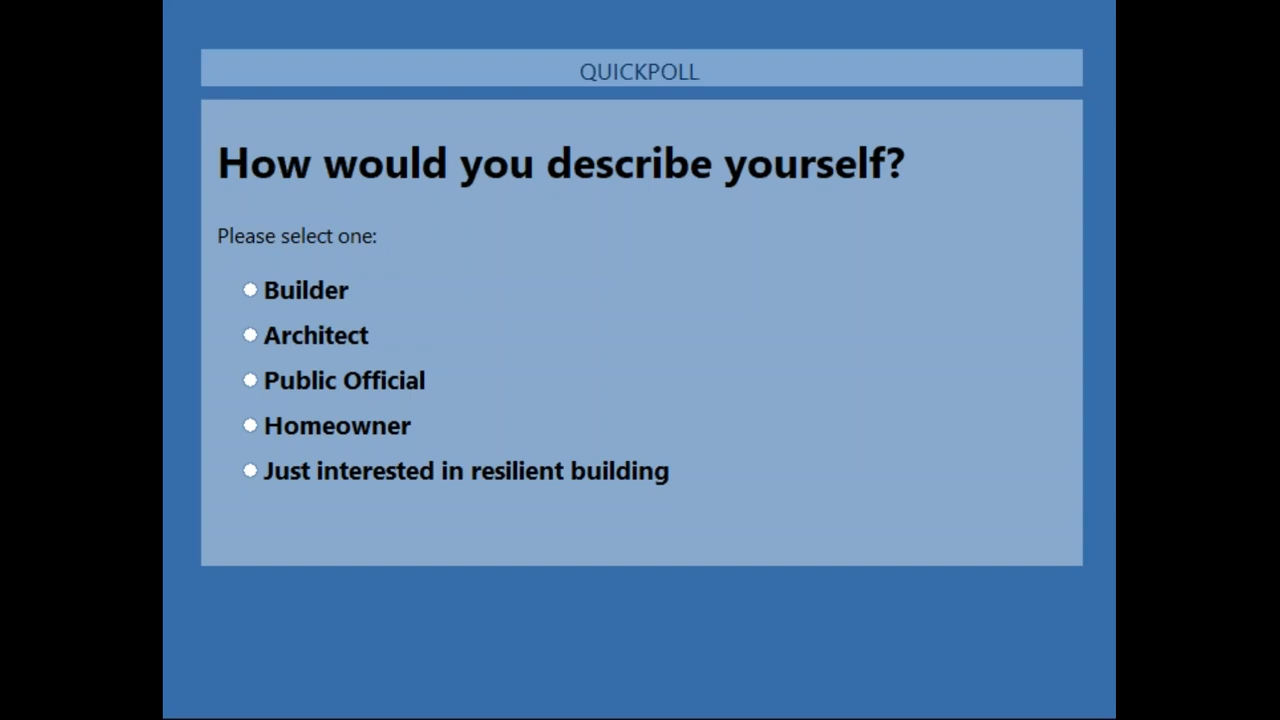 QUICKPOLL
How would you describe yourself?
Please select one:
Builder
Architect
Public Official
Homeowner
Just interested in resilient building